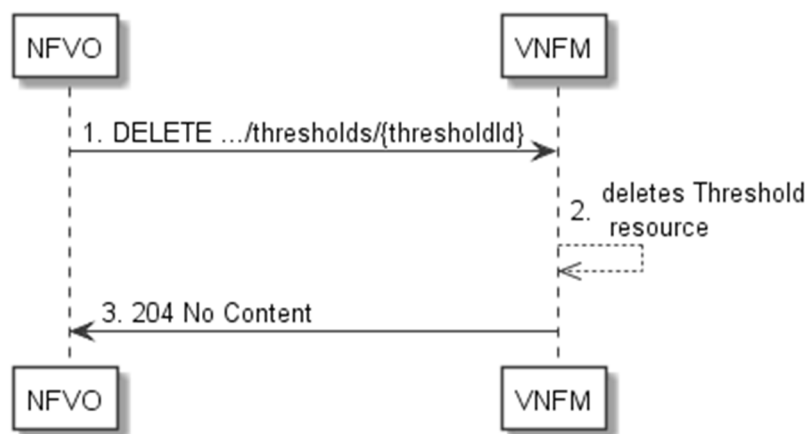 NFVO VNFM
1. DELETE .../thresholds/{thresholdId}
2. deletes Threshold
resource
3. 204 No Content
NFVO VNFM